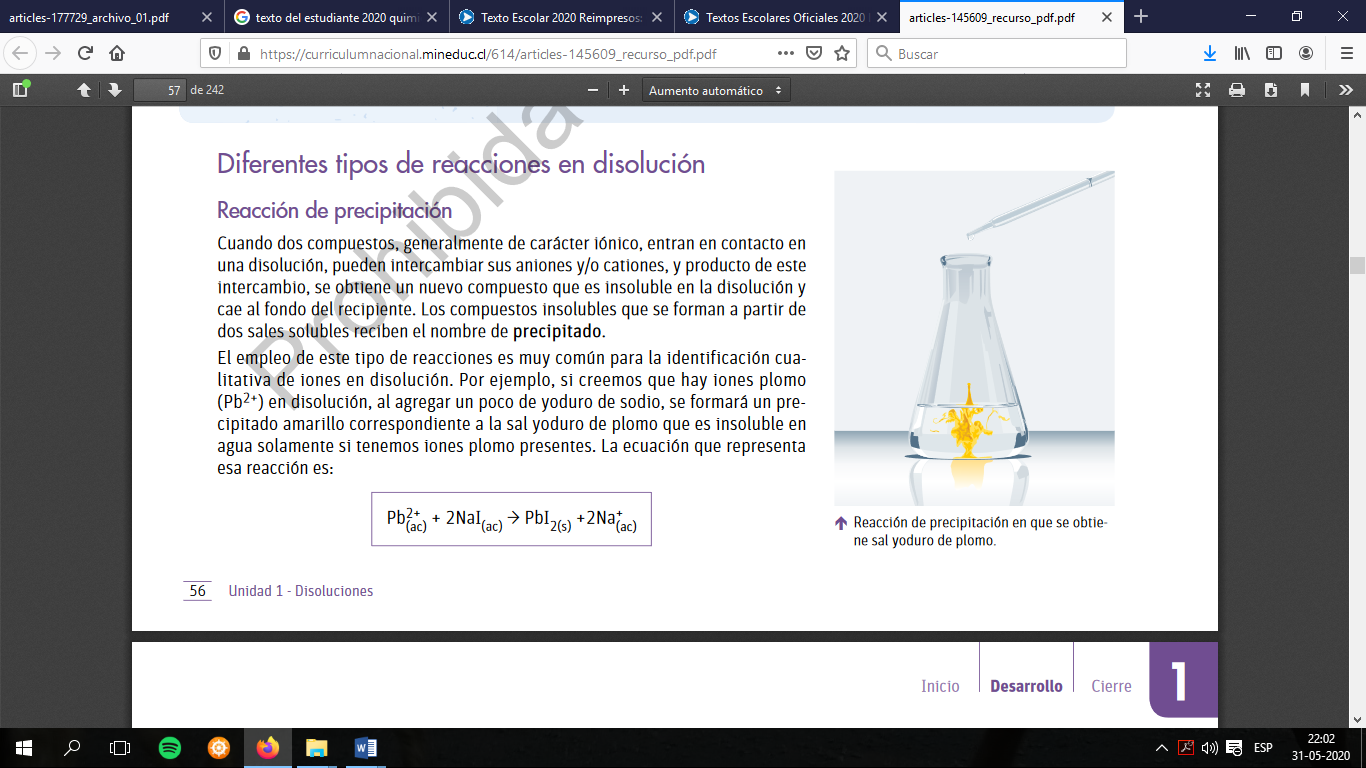 articles-177729_archivo_01.pdf
texto del estudiante 2020 quími
Texto Escolar 2020 Reimpresos:
Textos Escolares Oficiales 2020
articles-145609_recurso_pdf.pdf
https://curriculumnacional.mineduc.cl/614/articles-145609_recurso_pdf.pdf
Buscar
57 de 242
Aumento automático
Prohibida
Diferentes tipos de reacciones en disolución
Reacción de precipitación
Cuando dos compuestos, generalmente de carácter iónico, entran en contacto en
una disolución, pueden intercambiar sus aniones y/o cationes, y producto de este
intercambio, se obtiene un nuevo compuesto que es insoluble en la disolución y
cae al fondo del recipiente. Los compuestos insolubles que se forman a partir de
dos sales solubles reciben el nombre de precipitado.
El empleo de este tipo de reacciones es muy común para la identificación cua-
litativa de iones en disolución. Por ejemplo, si creemos que hay iones plomo
(Pb²⁺) en disolución, al agregar un poco de yoduro de sodio, se formará un pre-
cipitado amarillo correspondiente a la sal yoduro de plomo que es insoluble en
agua solamente si tenemos iones plomo presentes. La ecuación que representa
esa reacción es:
Pb²⁺(ac) + 2NaI(ac) → PbI2(s) +2Na⁺(ac)
Reacción de precipitación en que se obtie-
ne sal yoduro de plomo.
56 Unidad 1 - Disoluciones
Inicio Desarrollo Cierre 1
ESP
22:02
31-05-2020